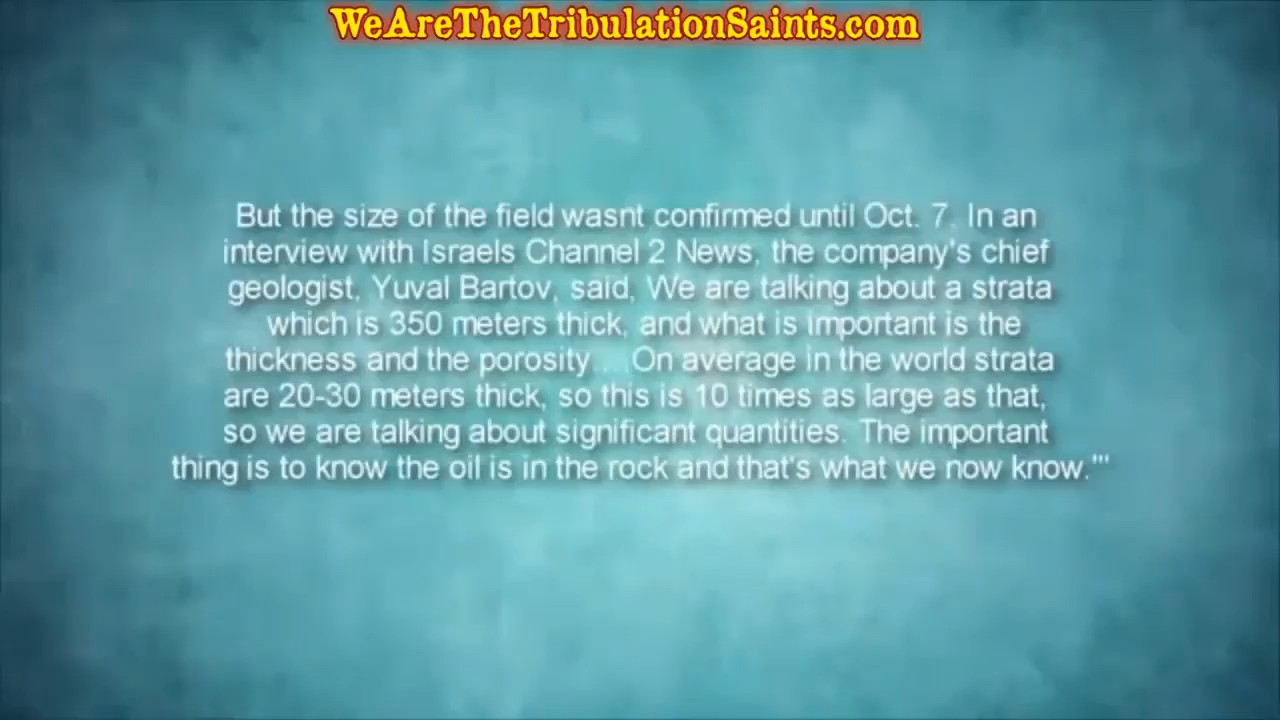 WeAreTheTribulationSaints.com
But the size of the field wasnt confirmed until Oct. 7. In an
interview with Israels Channel 2 News, the company's chief
geologist, Yuval Bartov, said, We are talking about a strata
which is 350 meters thick, and what is important is the
thickness and the porosity. . . .On average in the world strata
are 20-30 meters thick, so this is 10 times as large as that,
so we are talking about significant quantities. The important
thing is to know the oil is in the rock and that's what we now know."'